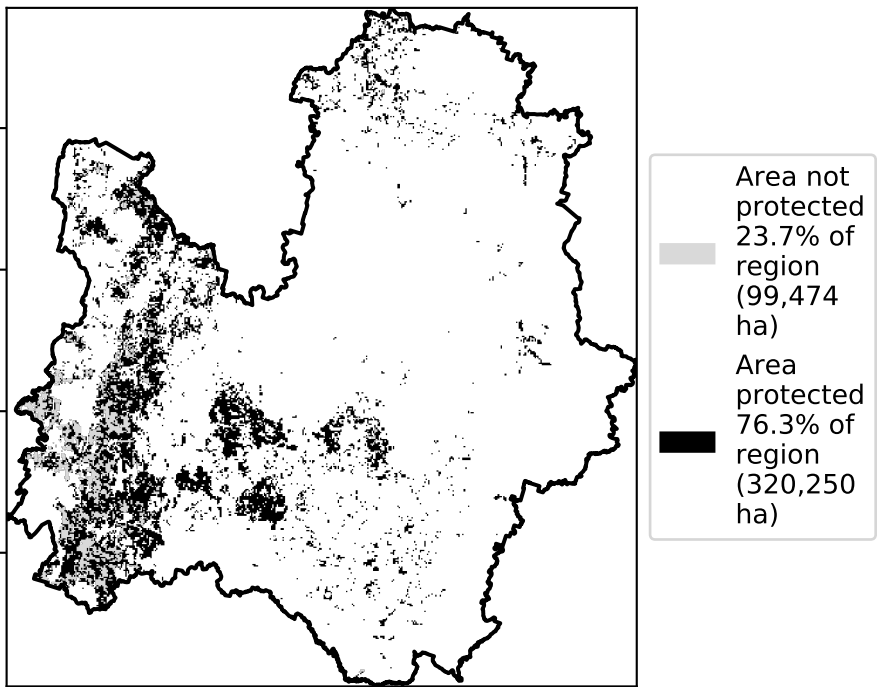 Area not
protected
23.7% of
region
(99,474
ha)
Area
protected
76.3% of
region
(320,250
ha)